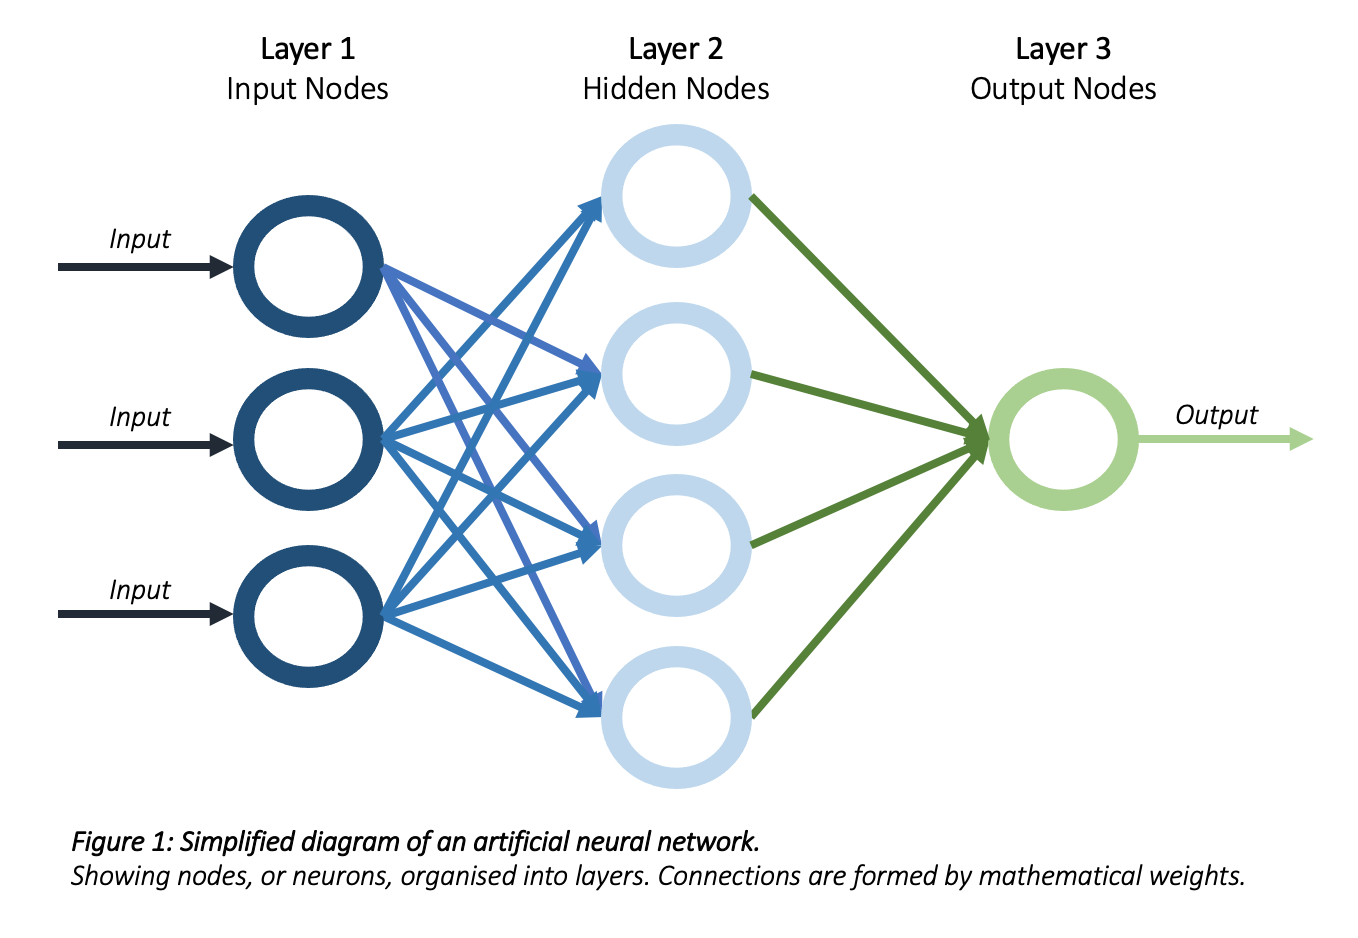 Layer 1
Input Nodes
Layer 2
Hidden Nodes
Layer 3
Output Nodes
Input
Input
Output
Input
Figure 1: Simplified diagram of an artificial neural network.
Showing nodes, or neurons, organised into layers. Connections are formed by mathematical weights.